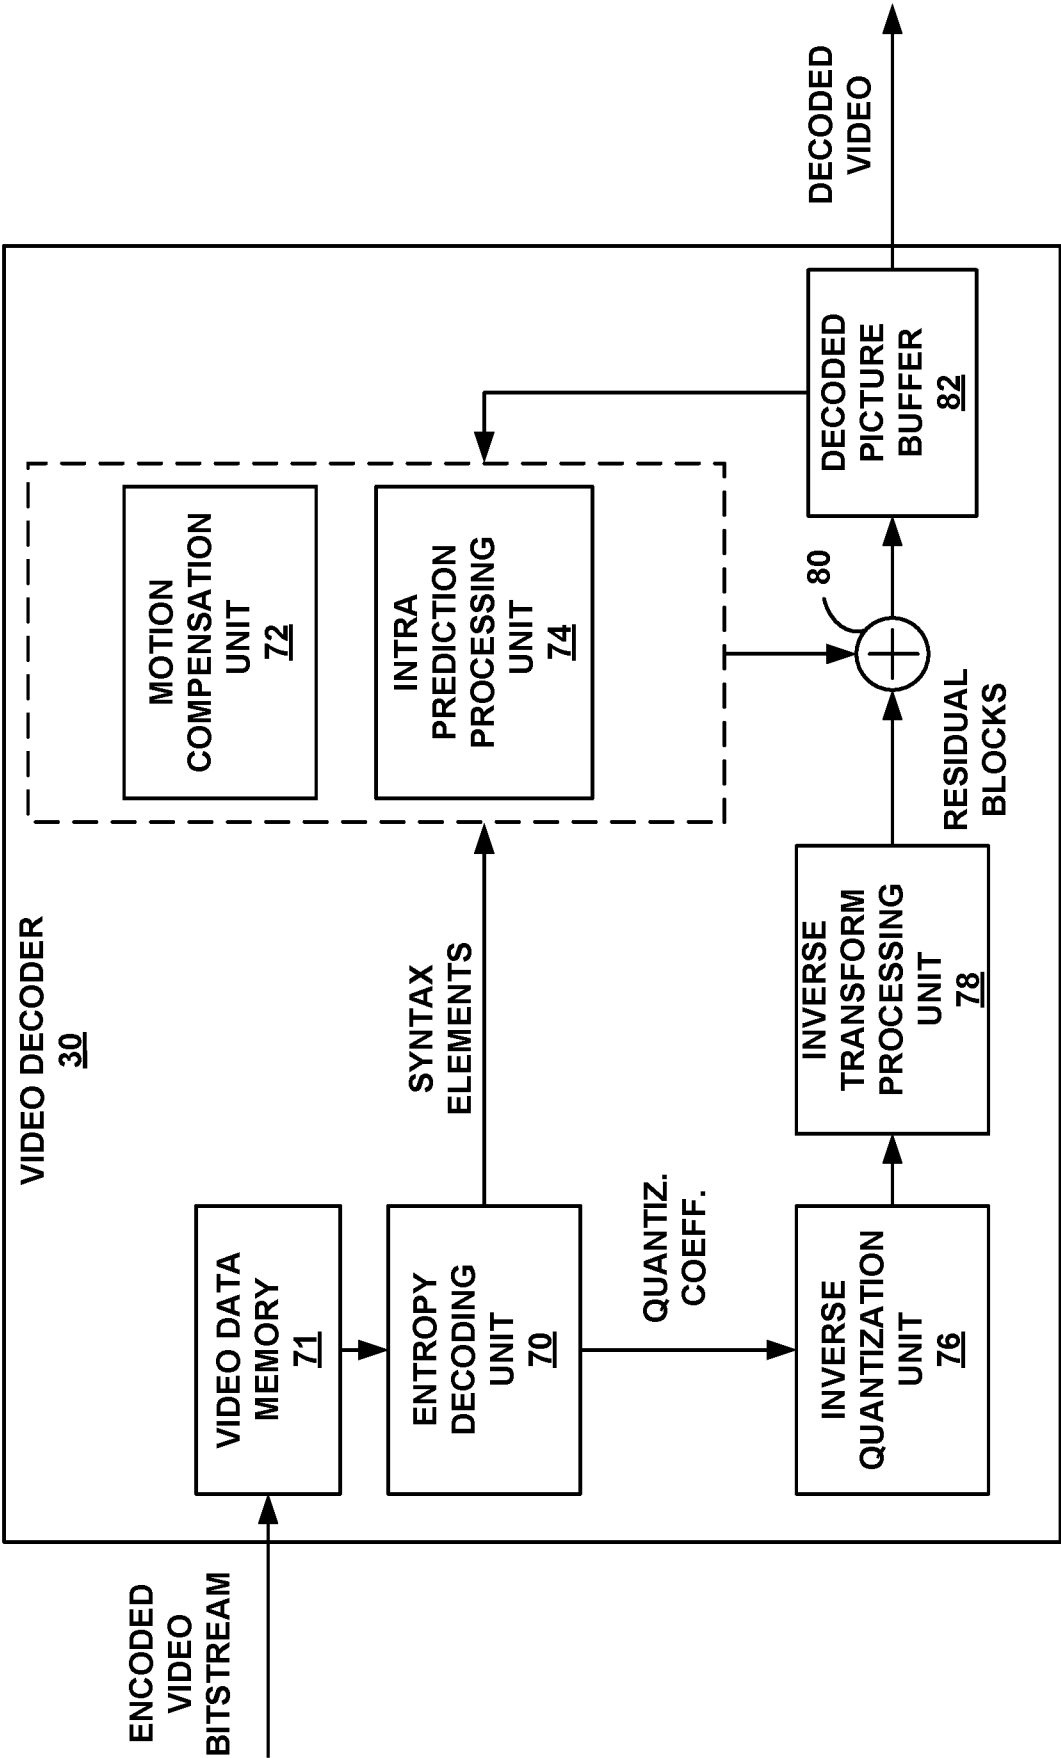 VIDEO DECODER
30
ENCODED
VIDEO
BITSTREAM
VIDEO DATA
MEMORY
71
ENTROPY
DECODING
UNIT
70
SYNTAX
ELEMENTS
MOTION
COMPENSATION
UNIT
72
INTRA
PREDICTION
PROCESSING
UNIT
74
QUANTIZ.
COEFF.
INVERSE
QUANTIZATION
UNIT
76
INVERSE
TRANSFORM
PROCESSING
UNIT
78
RESIDUAL
BLOCKS
80
DECODED
PICTURE
BUFFER
82
DECODED
VIDEO